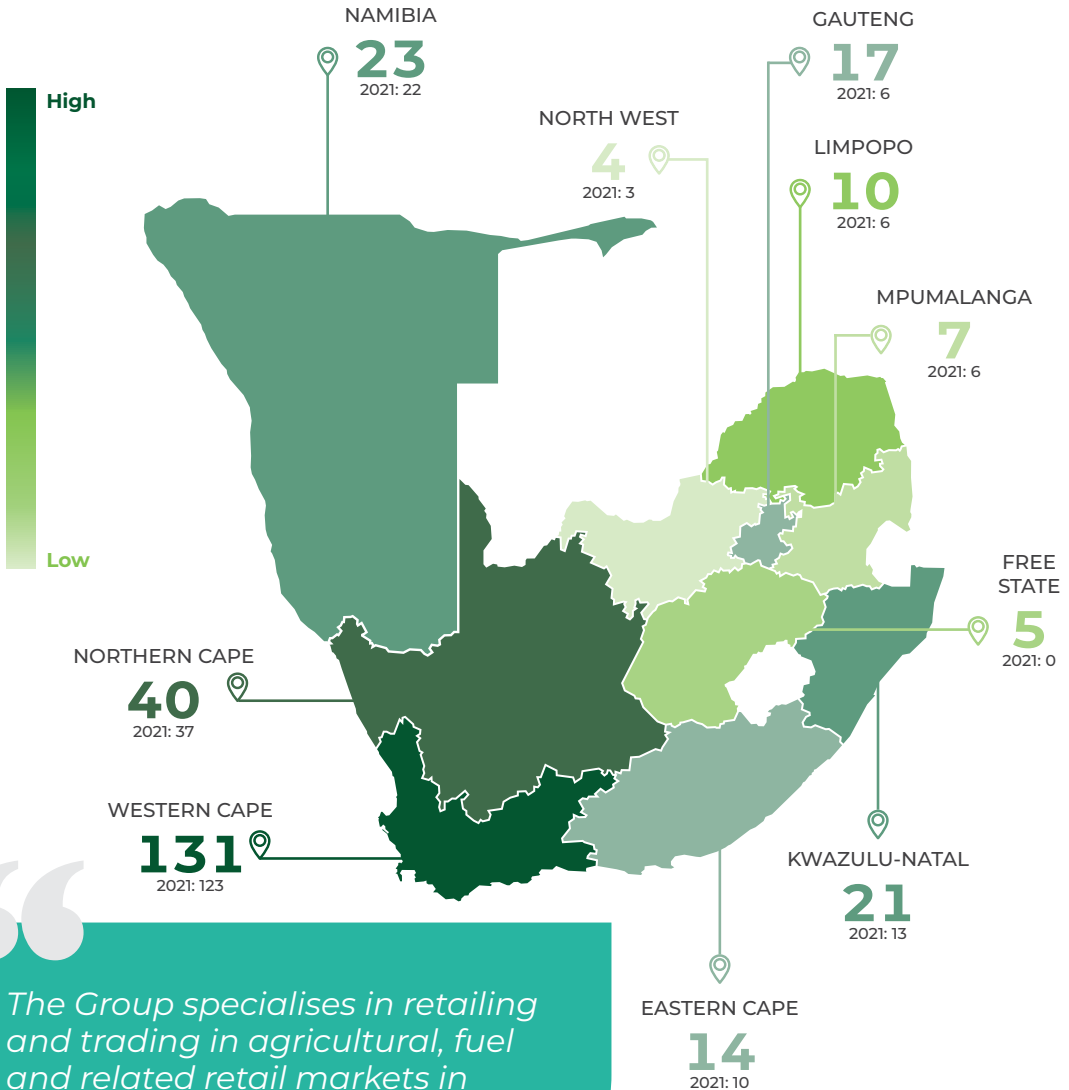 NAMIBIA
23
2021: 22
GAUTENG
17
2021: 6
High
NORTH WEST
4
2021: 3
LIMPOPO
10
2021: 6
MPUMALANGA
7
2021: 6
Low
FREE
STATE
5
2021: 0
NORTHERN CAPE
40
2021: 37
WESTERN CAPE
131
2021: 123
KWAZULU-NATAL
21
2021: 13
EASTERN CAPE
14
2021: 10
“
The Group specialises in retailing
and trading in agricultural, fuel
and related retail markets in